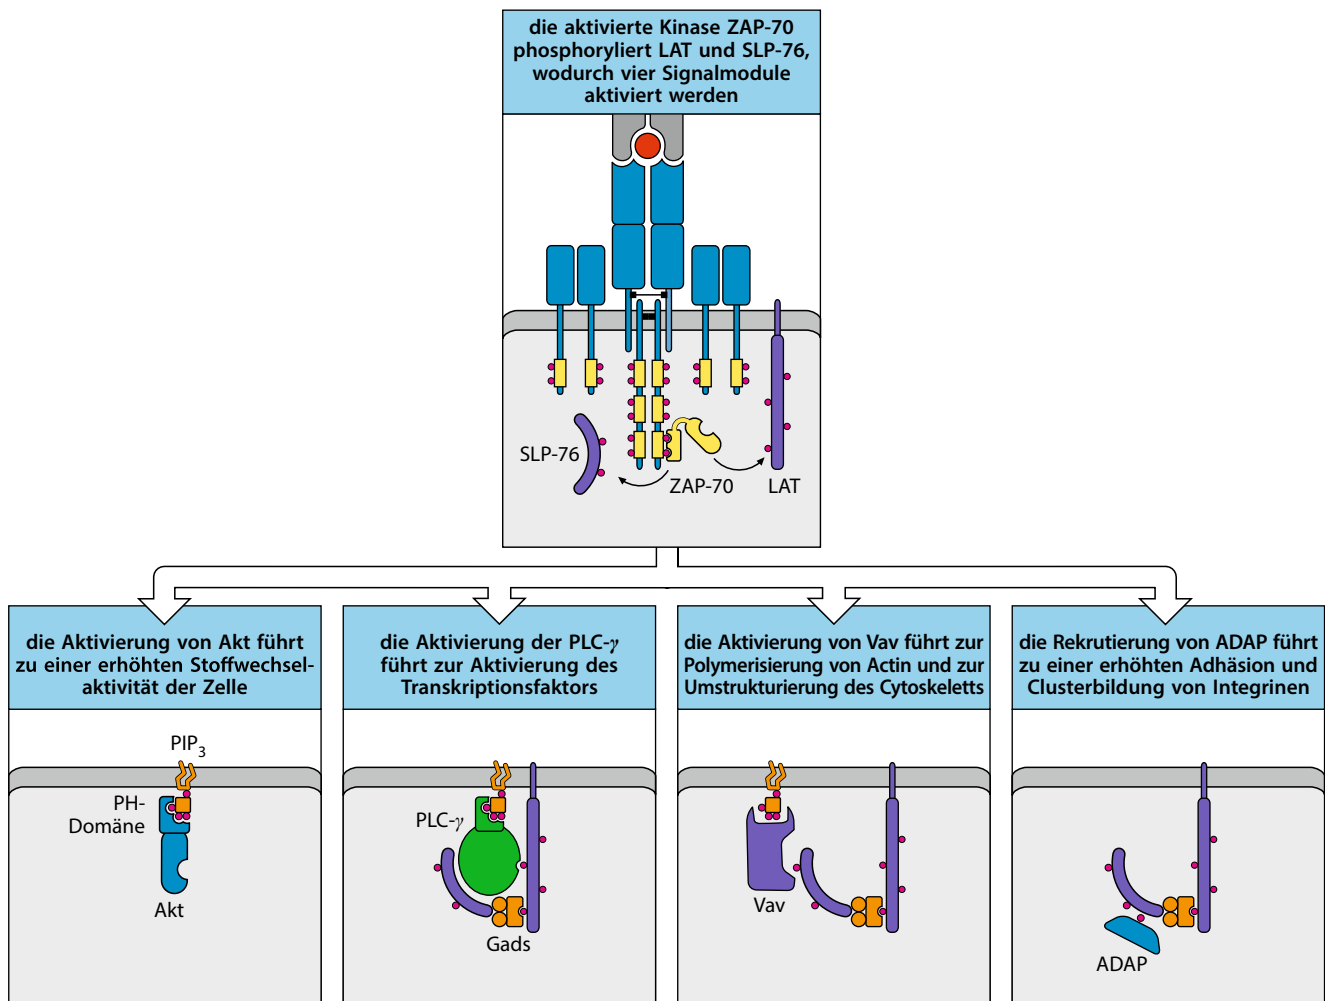 die aktivierte Kinase ZAP-70
phosphoryliert LAT und SLP-76,
wodurch vier Signalmodule
aktiviert werden
SLP-76
ZAP-70
LAT
die Aktivierung von Akt führt
zu einer erhöhten Stoffwechsel-
aktivität der Zelle
PIP3
PH-
Domäne
Akt
die Aktivierung der PLC-γ
führt zur Aktivierung des
Transkriptionsfaktors
PLC-γ
Gads
die Aktivierung von Vav führt zur
Polymerisierung von Actin und zur
Umstrukturierung des Cytoskeletts
Vav
die Rekrutierung von ADAP führt
zu einer erhöhten Adhäsion und
Clusterbildung von Integrinen
ADAP